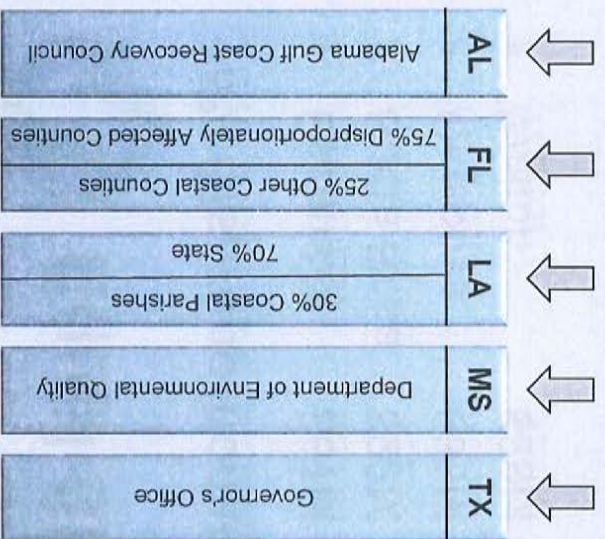 AL
Alabama Gulf Coast Recovery Council
FL
75% Disproportionately Affected Counties
25% Other Coastal Counties
LA
70% State
30% Coastal Parishes
MS
Department of Environmental Quality
TX
Governor's Office